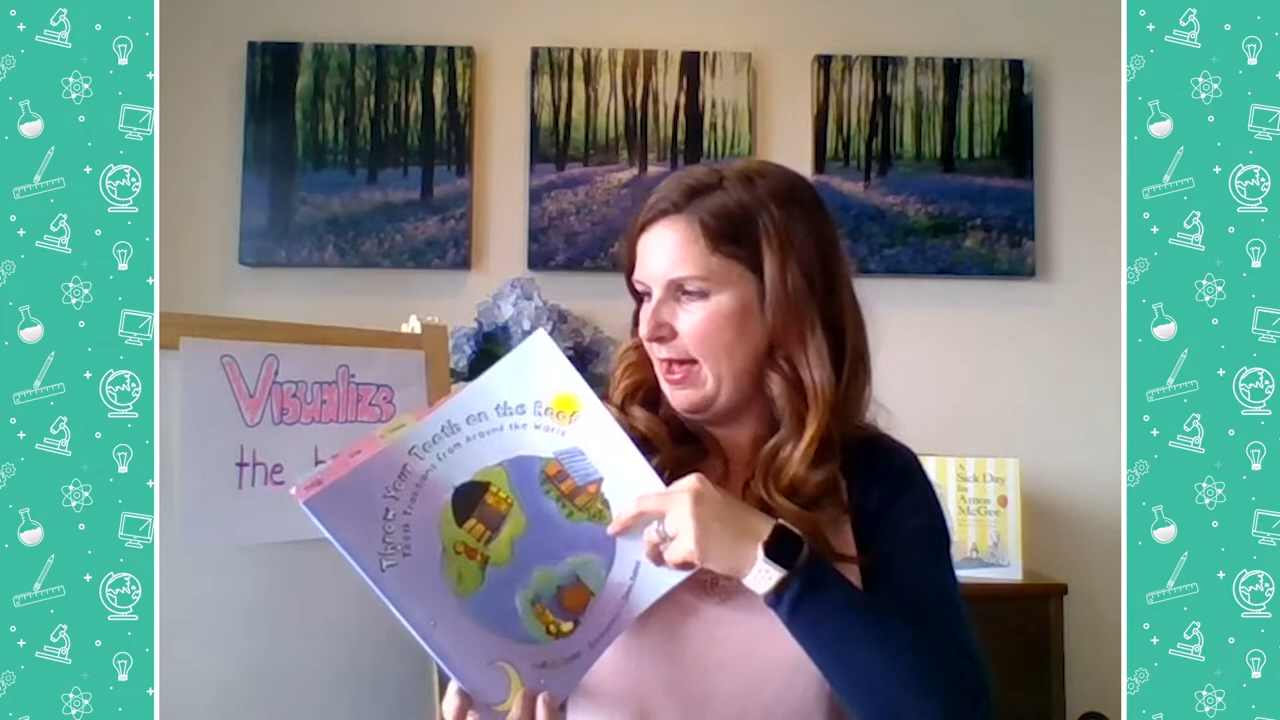 Visualize
the
Throw Your Tooth on the Roof
Tooth Traditions from Around the World
A
Sick Day
for
Amos
McGee